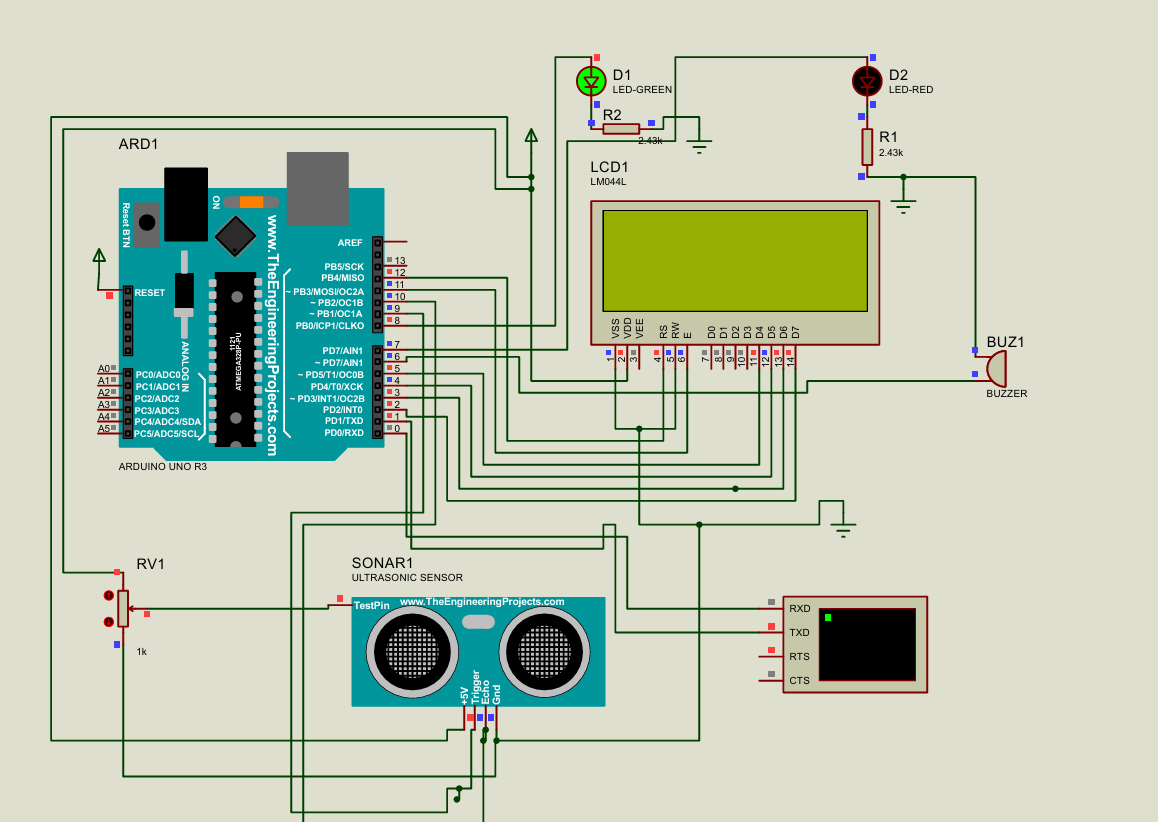 D1
LED-GREEN
R2
2.43k
D2
LED-RED
R1
2.43k
ARD1
LCD1
LM044L
Reset BTN
ON
www.TheEngineeringProjects.com
AREF
PB5/SCK 13
PB4/MISO 12
~ PB3/MOSI/OC2A 11
~ PB2/OC1B 10
~ PB1/OC1A 9
PB0/ICP1/CLKO 8
PD7/AIN1 7
~ PD7/AIN1 6
~ PD5/T1/OC0B 5
PD4/T0/XCK 4
~ PD3/INT1/OC2B 3
PD2/INT0 2
PD1/TXD 1
PD0/RXD 0
RESET
1121
ATMEGA328P-PU
ANALOG IN
A0 PC0/ADC0
A1 PC1/ADC1
A2 PC2/ADC2
A3 PC3/ADC3
A4 PC4/ADC4/SDA
A5 PC5/ADC5/SCL
ARDUINO UNO R3
VSS VDD VEE RS RW E D0 D1 D2 D3 D4 D5 D6 D7
1 2 3 4 5 6 7 8 9 10 11 12 13 14
BUZ1
BUZZER
RV1
1k
SONAR1
ULTRASONIC SENSOR
TestPin
www.TheEngineeringProjects.com
+5V
Trigger
Echo
Gnd
RXD
TXD
RTS
CTS